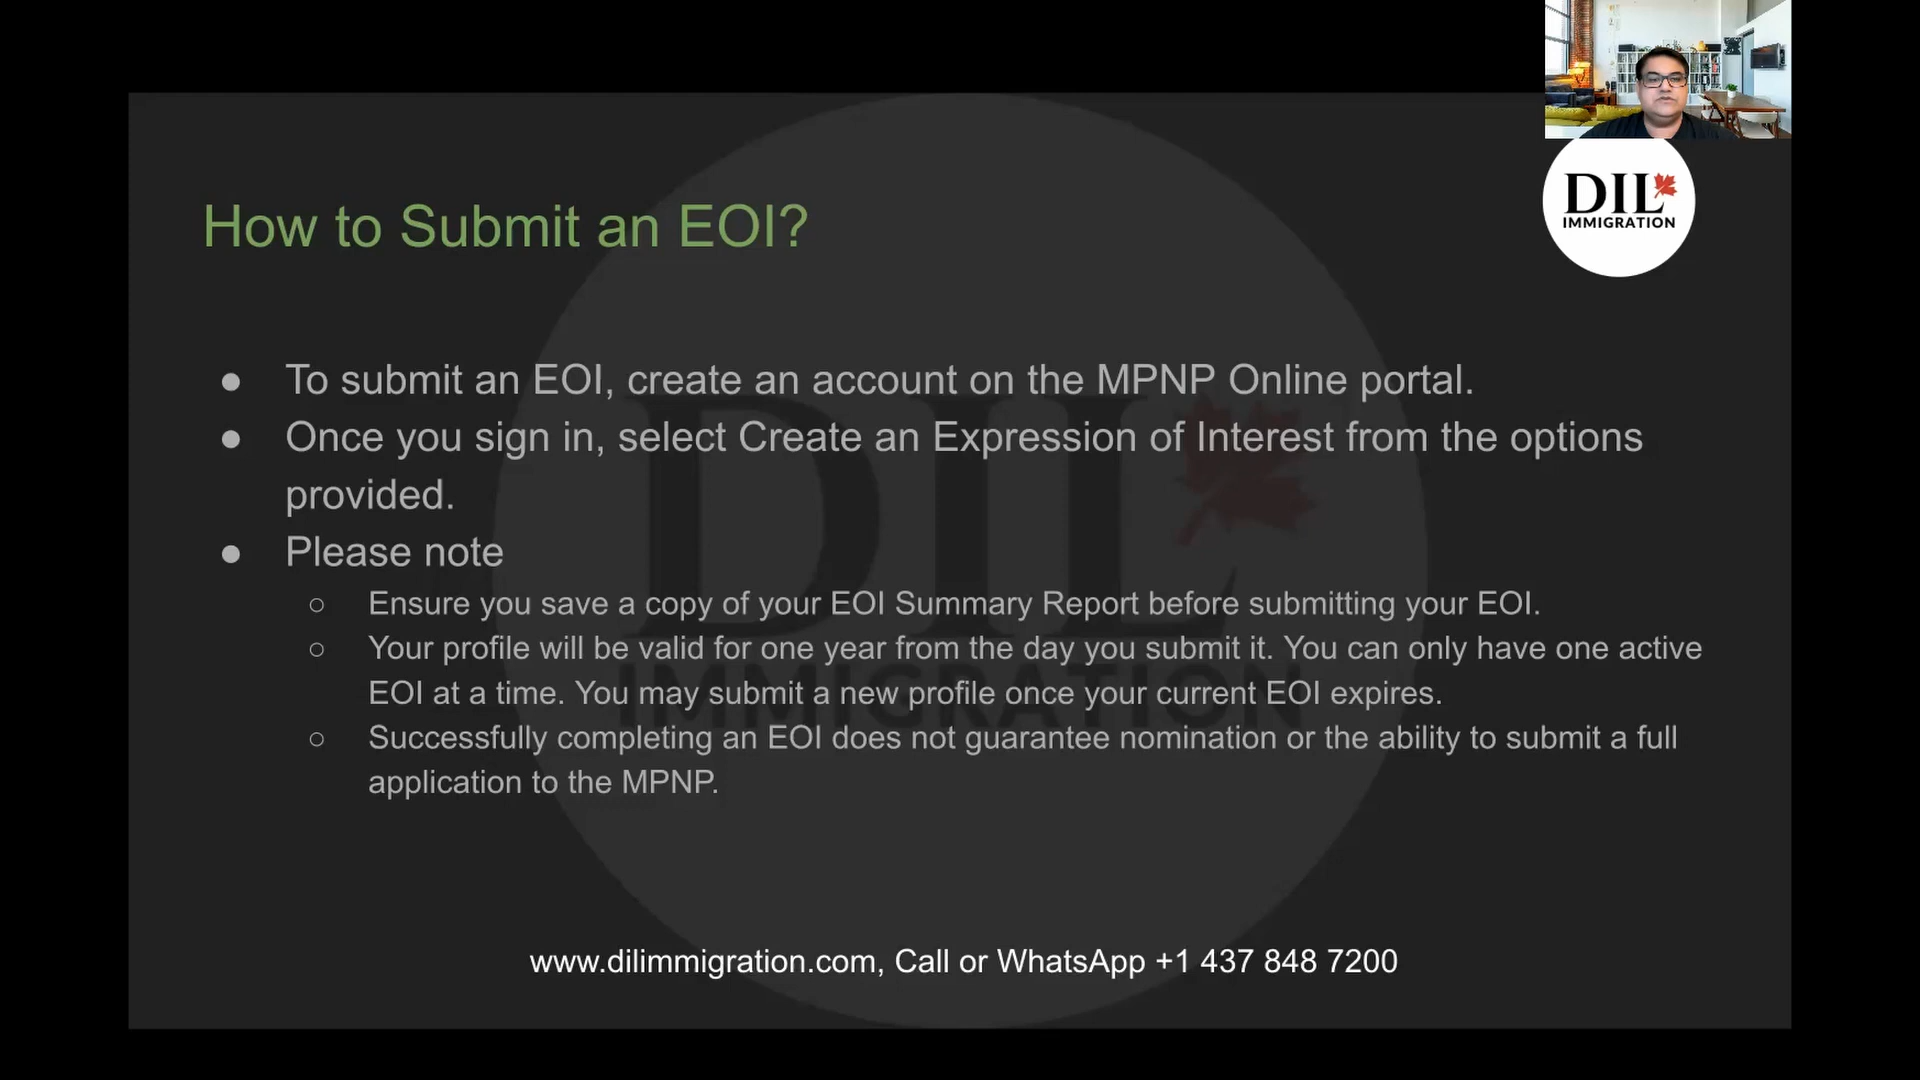 DIL
IMMIGRATION
How to Submit an EOI?
● To submit an EOI, create an account on the MPNP Online portal.
● Once you sign in, select Create an Expression of Interest from the options
provided.
● Please note
○ Ensure you save a copy of your EOI Summary Report before submitting your EOI.
○ Your profile will be valid for one year from the day you submit it. You can only have one active
EOI at a time. You may submit a new profile once your current EOI expires.
○ Successfully completing an EOI does not guarantee nomination or the ability to submit a full
application to the MPNP.
DIL
IMMIGRATION
www.dilimmigration.com, Call or WhatsApp +1 437 848 7200